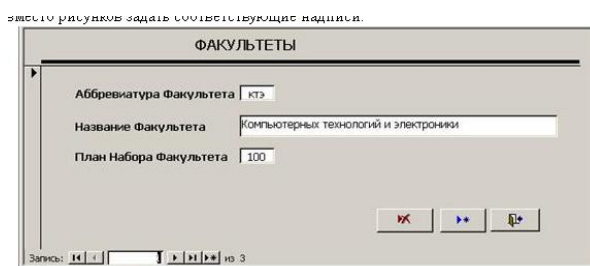 вместо рисунков задать соответствующие надписи.
ФАКУЛЬТЕТЫ
Аббревиатура Факультета ктэ
Название Факультета Компьютерных технологий и электроники
План Набора Факультета 100
Запись: из 3